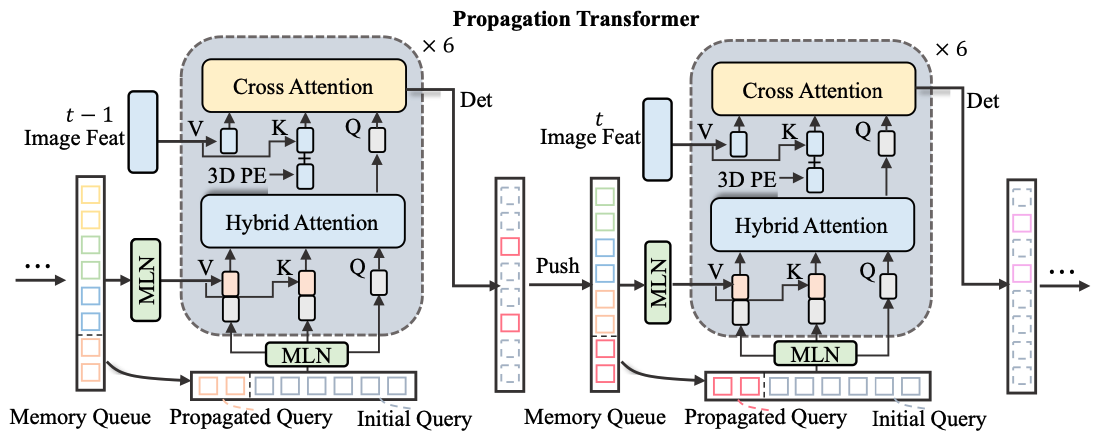 Propagation Transformer
× 6
Cross Attention
t − 1
Image Feat
V
K
Q
Det
3D PE
Hybrid Attention
...
MLN
V
K
Q
MLN
Memory Queue
Propagated Query
Initial Query
Push
× 6
Cross Attention
t
Image Feat
V
K
Q
Det
3D PE
Hybrid Attention
MLN
V
K
Q
MLN
...
Memory Queue
Propagated Query
Initial Query